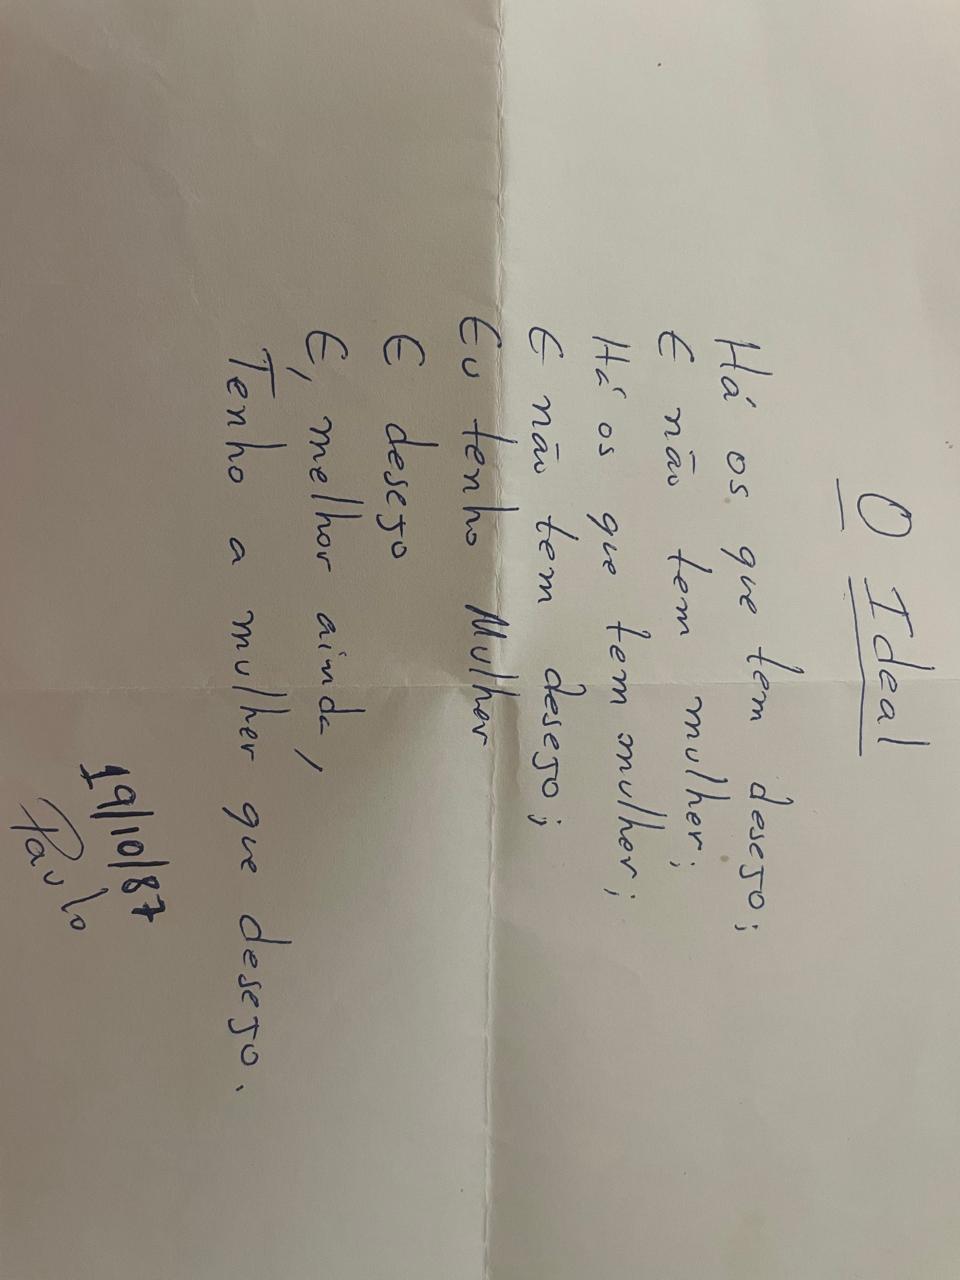 O Ideal
Há os que tem desejo;
E não tem mulher;
Há os que tem mulher;
E não tem desejo;
Eu tenho Mulher
E desejo
E, melhor ainda,
Tenho a mulher que desejo.
19/10/87
Paulo